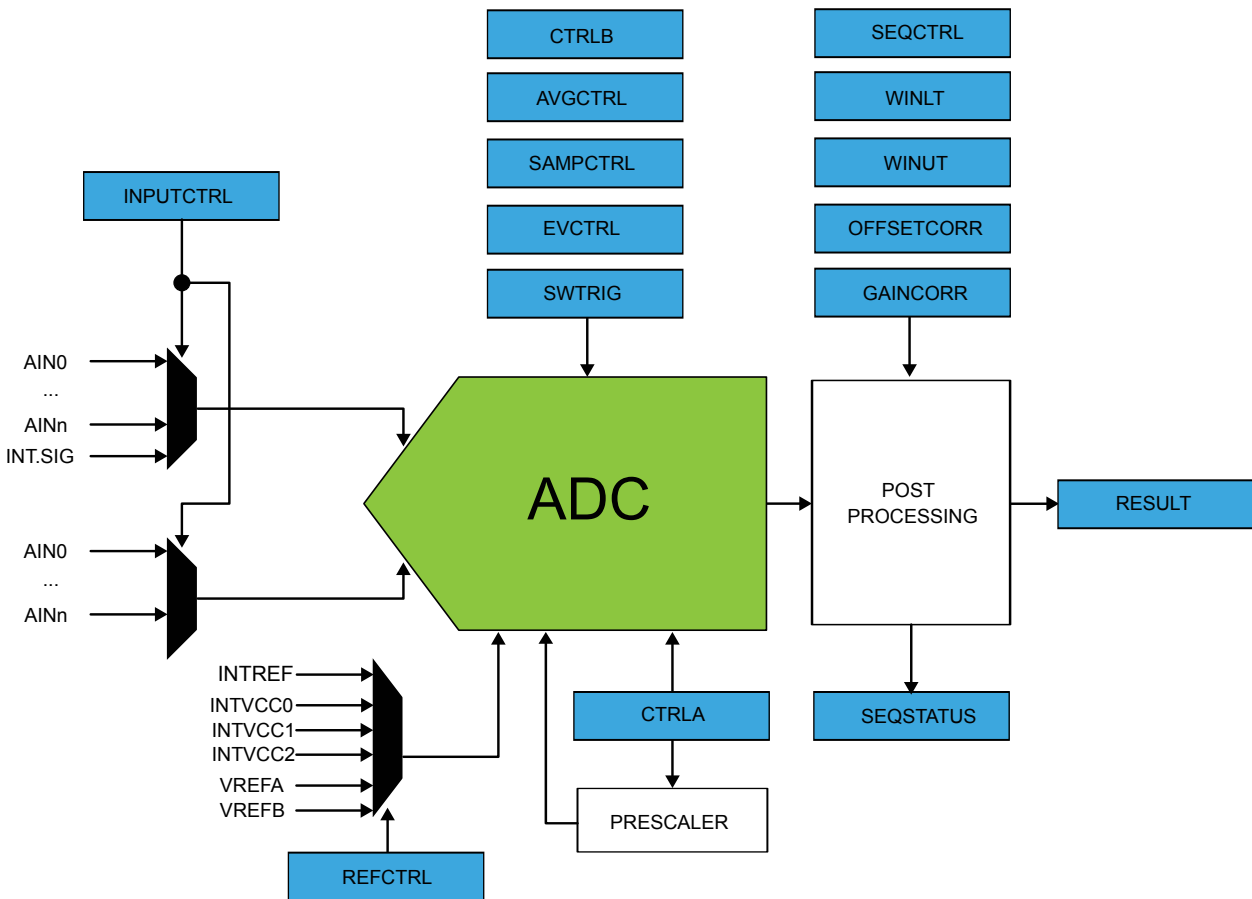 CTRLB
AVGCTRL
SAMPCTRL
EVCTRL
SWTRIG
SEQCTRL
WINLT
WINUT
OFFSETCORR
GAINCORR
INPUTCTRL
AIN0
...
AINn
INT.SIG
AIN0
...
AINn
ADC
POST
PROCESSING
RESULT
INTREF
INTVCC0
INTVCC1
INTVCC2
VREFA
VREFB
CTRLA
SEQSTATUS
PRESCALER
REFCTRL